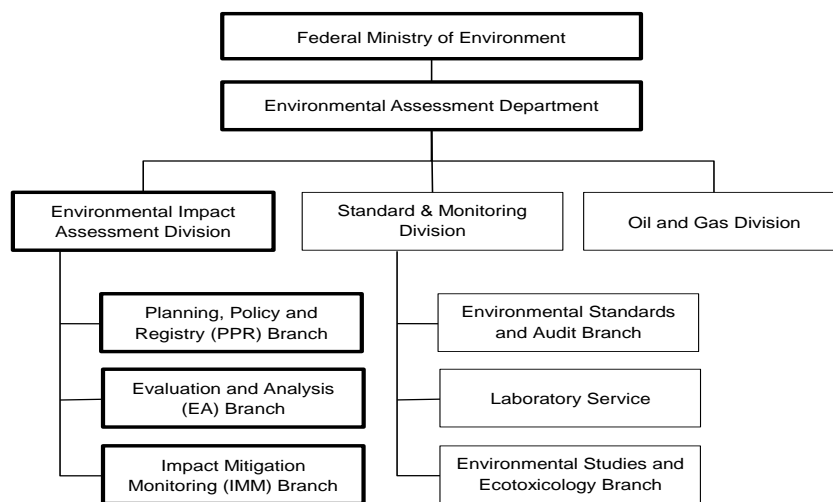 Federal Ministry of Environment
Environmental Assessment Department
Environmental Impact
Assessment Division
Standard & Monitoring
Division
Oil and Gas Division
Planning, Policy and
Registry (PPR) Branch
Evaluation and Analysis
(EA) Branch
Impact Mitigation
Monitoring (IMM) Branch
Environmental Standards
and Audit Branch
Laboratory Service
Environmental Studies and
Ecotoxicology Branch